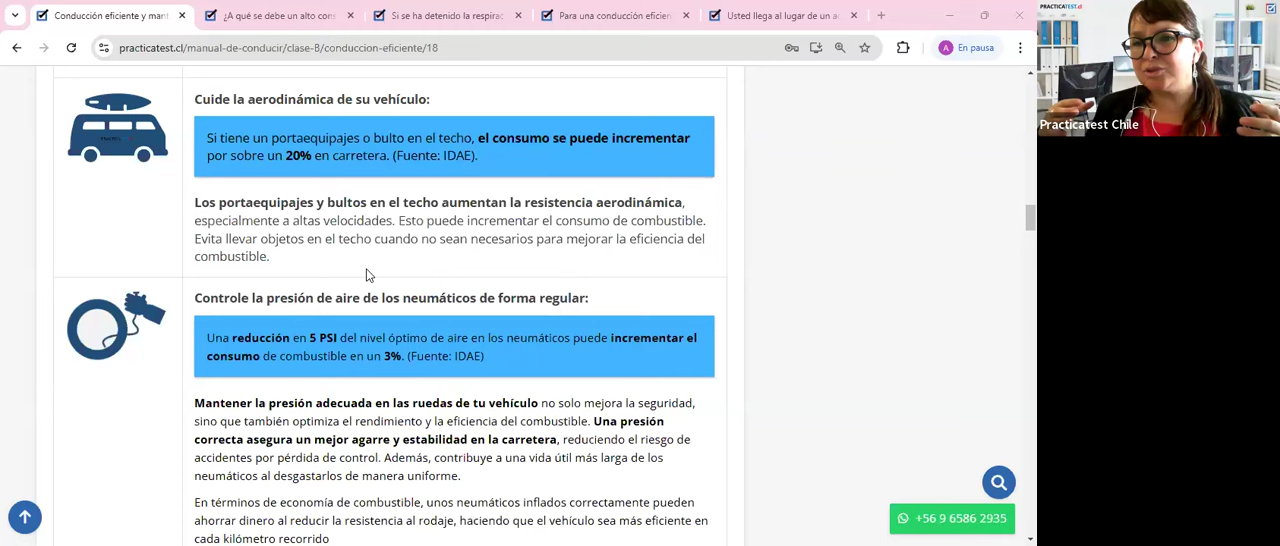 Conducción eficiente y mant
¿A qué se debe un alto cons
Si se ha detenido la respirac
Para una conducción eficien
Usted llega al lugar de un ac
practicatest.cl/manual-de-conducir/clase-B/conduccion-eficiente/18
A
En pausa
PRACTICATEST.cl
Practicatest Chile
Cuide la aerodinámica de su vehículo:
Si tiene un portaequipajes o bulto en el techo, el consumo se puede incrementar
por sobre un 20% en carretera. (Fuente: IDAE).
Los portaequipajes y bultos en el techo aumentan la resistencia aerodinámica,
especialmente a altas velocidades. Esto puede incrementar el consumo de combustible.
Evita llevar objetos en el techo cuando no sean necesarios para mejorar la eficiencia del
combustible.
Controle la presión de aire de los neumáticos de forma regular:
Una reducción en 5 PSI del nivel óptimo de aire en los neumáticos puede incrementar el
consumo de combustible en un 3%. (Fuente: IDAE)
Mantener la presión adecuada en las ruedas de tu vehículo no solo mejora la seguridad,
sino que también optimiza el rendimiento y la eficiencia del combustible. Una presión
correcta asegura un mejor agarre y estabilidad en la carretera, reduciendo el riesgo de
accidentes por pérdida de control. Además, contribuye a una vida útil más larga de los
neumáticos al desgastarlos de manera uniforme.
En términos de economía de combustible, unos neumáticos inflados correctamente pueden
ahorrar dinero al reducir la resistencia al rodaje, haciendo que el vehículo sea más eficiente en
cada kilómetro recorrido
+56 9 6586 2935